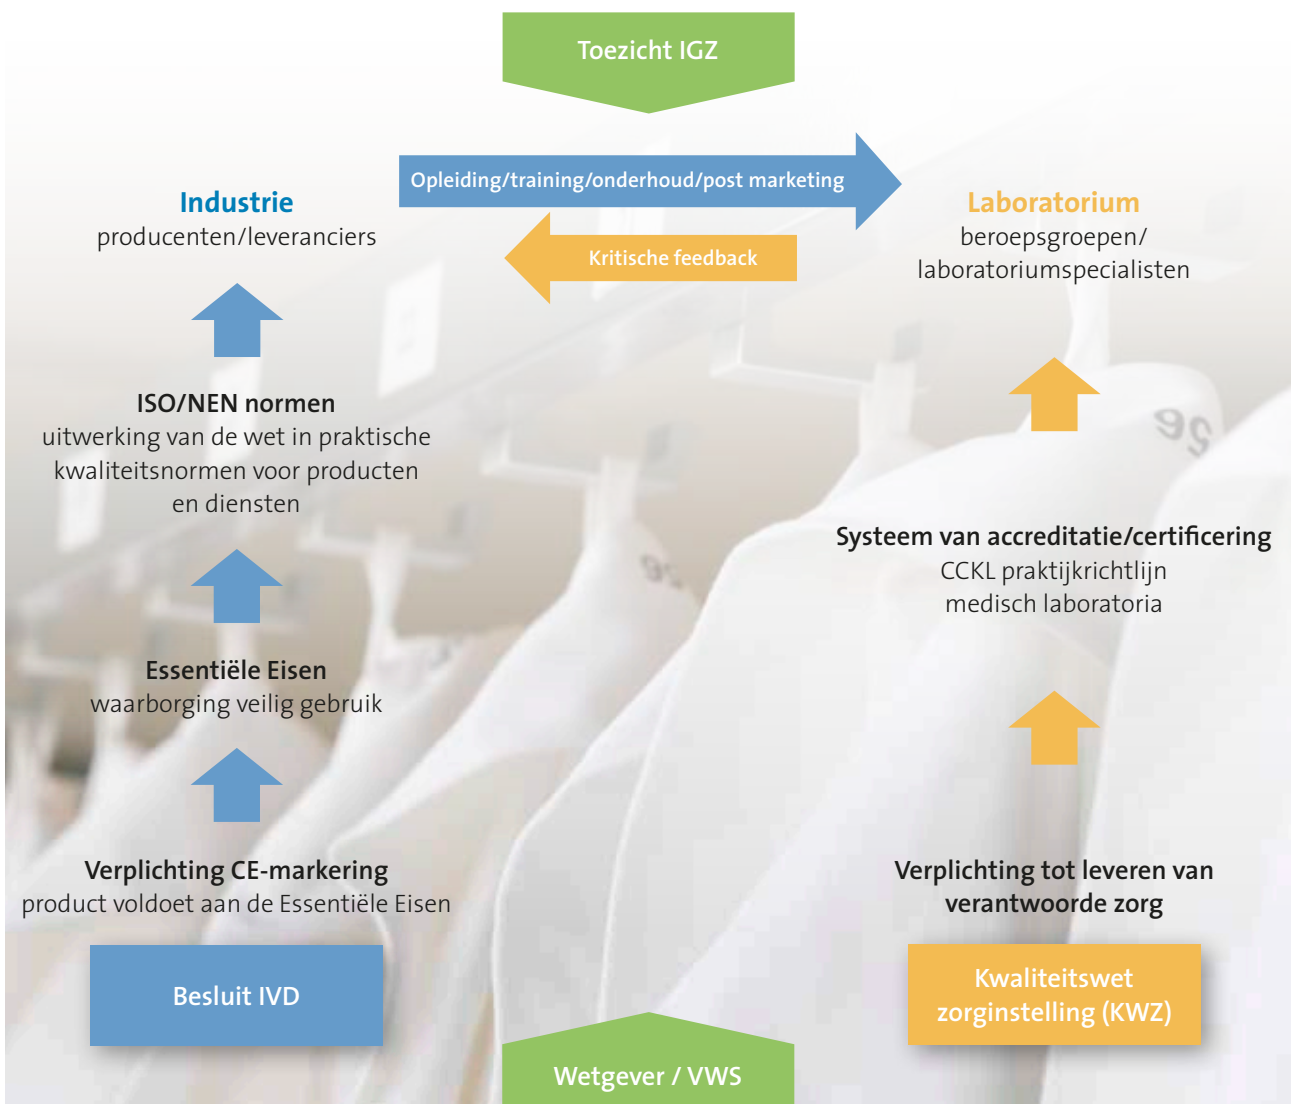 Toezicht IGZ
Opleiding/training/onderhoud/post marketing
Kritische feedback
Industrie
producenten/leveranciers
ISO/NEN normen
uitwerking van de wet in praktische
kwaliteitsnormen voor producten
en diensten
Essentiële Eisen
waarborging veilig gebruik
Verplichting CE-markering
product voldoet aan de Essentiële Eisen
Besluit IVD
Laboratorium
beroepsgroepen/
laboratoriumspecialisten
56
Systeem van accreditatie/certificering
CCKL praktijkrichtlijn
medisch laboratoria
Verplichting tot leveren van
verantwoorde zorg
Kwaliteitswet
zorginstelling (KWZ)
Wetgever / VWS